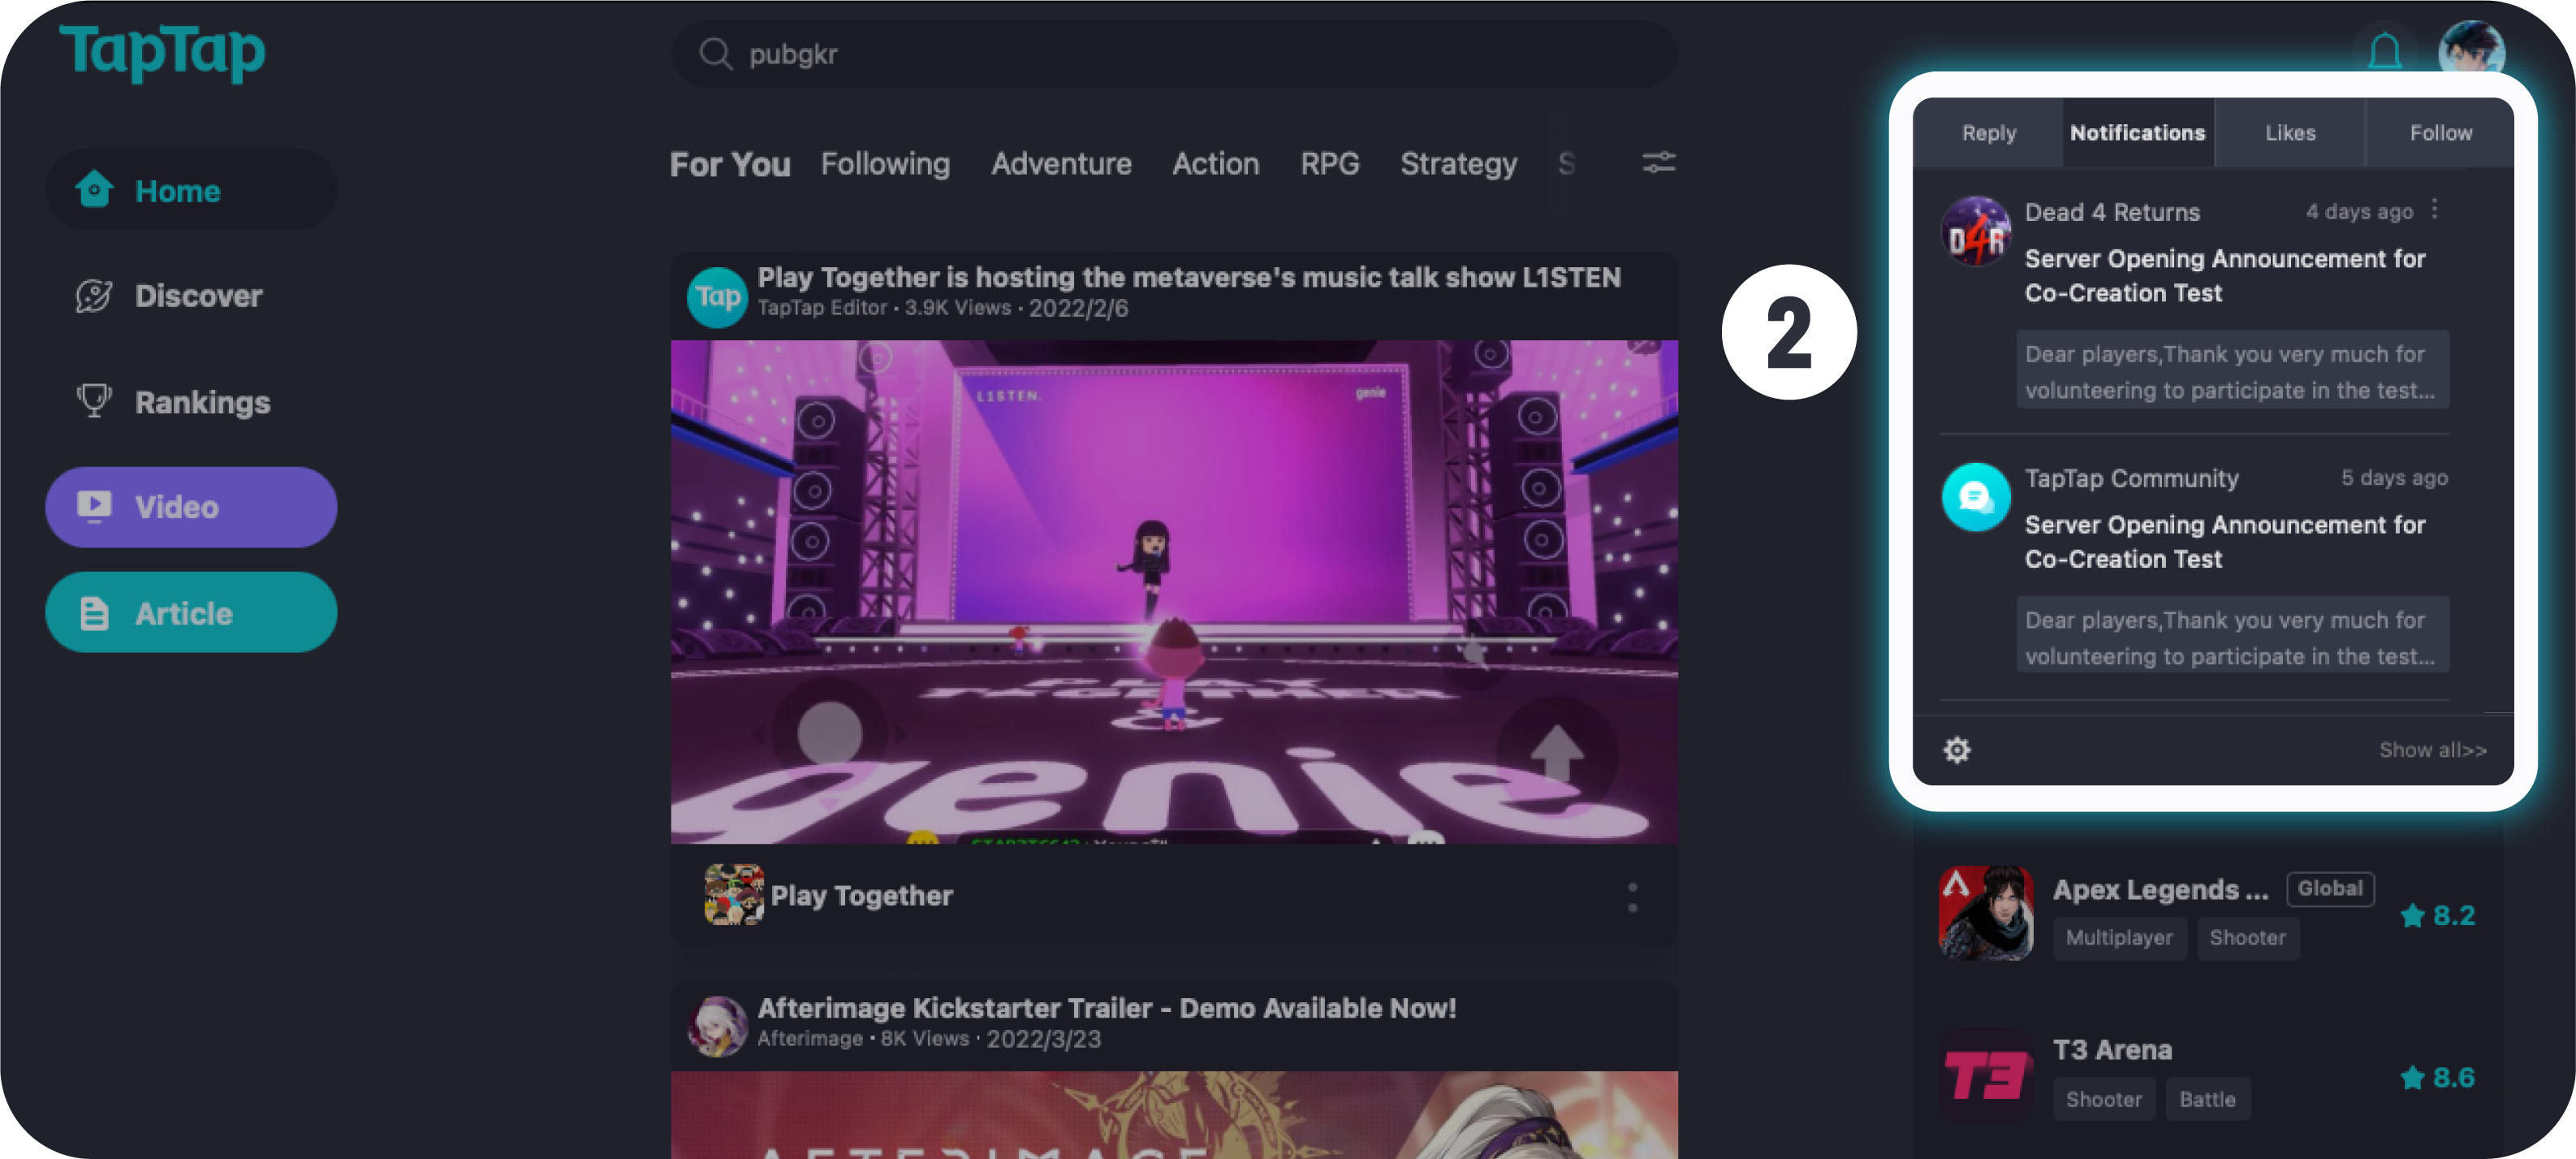 TapTap
pubgkr
Home
Discover
Rankings
Video
Article
For You Following Adventure Action RPG Strategy S
Tap
Play Together is hosting the metaverse's music talk show L1STEN
TapTap Editor · 3.9K Views · 2022/2/6
L1STEN.
genie
PLAY
TOGETHER
&
genie
Play Together
Afterimage Kickstarter Trailer - Demo Available Now!
Afterimage · 8K Views · 2022/3/23
AFTERIMAGE
2
Reply Notifications Likes Follow
D4R
Dead 4 Returns 4 days ago
Server Opening Announcement for
Co-Creation Test
Dear players,Thank you very much for
volunteering to participate in the test...
TapTap Community 5 days ago
Server Opening Announcement for
Co-Creation Test
Dear players,Thank you very much for
volunteering to participate in the test...
Show all>>
Apex Legends ... Global
Multiplayer Shooter
8.2
T3
T3 Arena
Shooter Battle
8.6